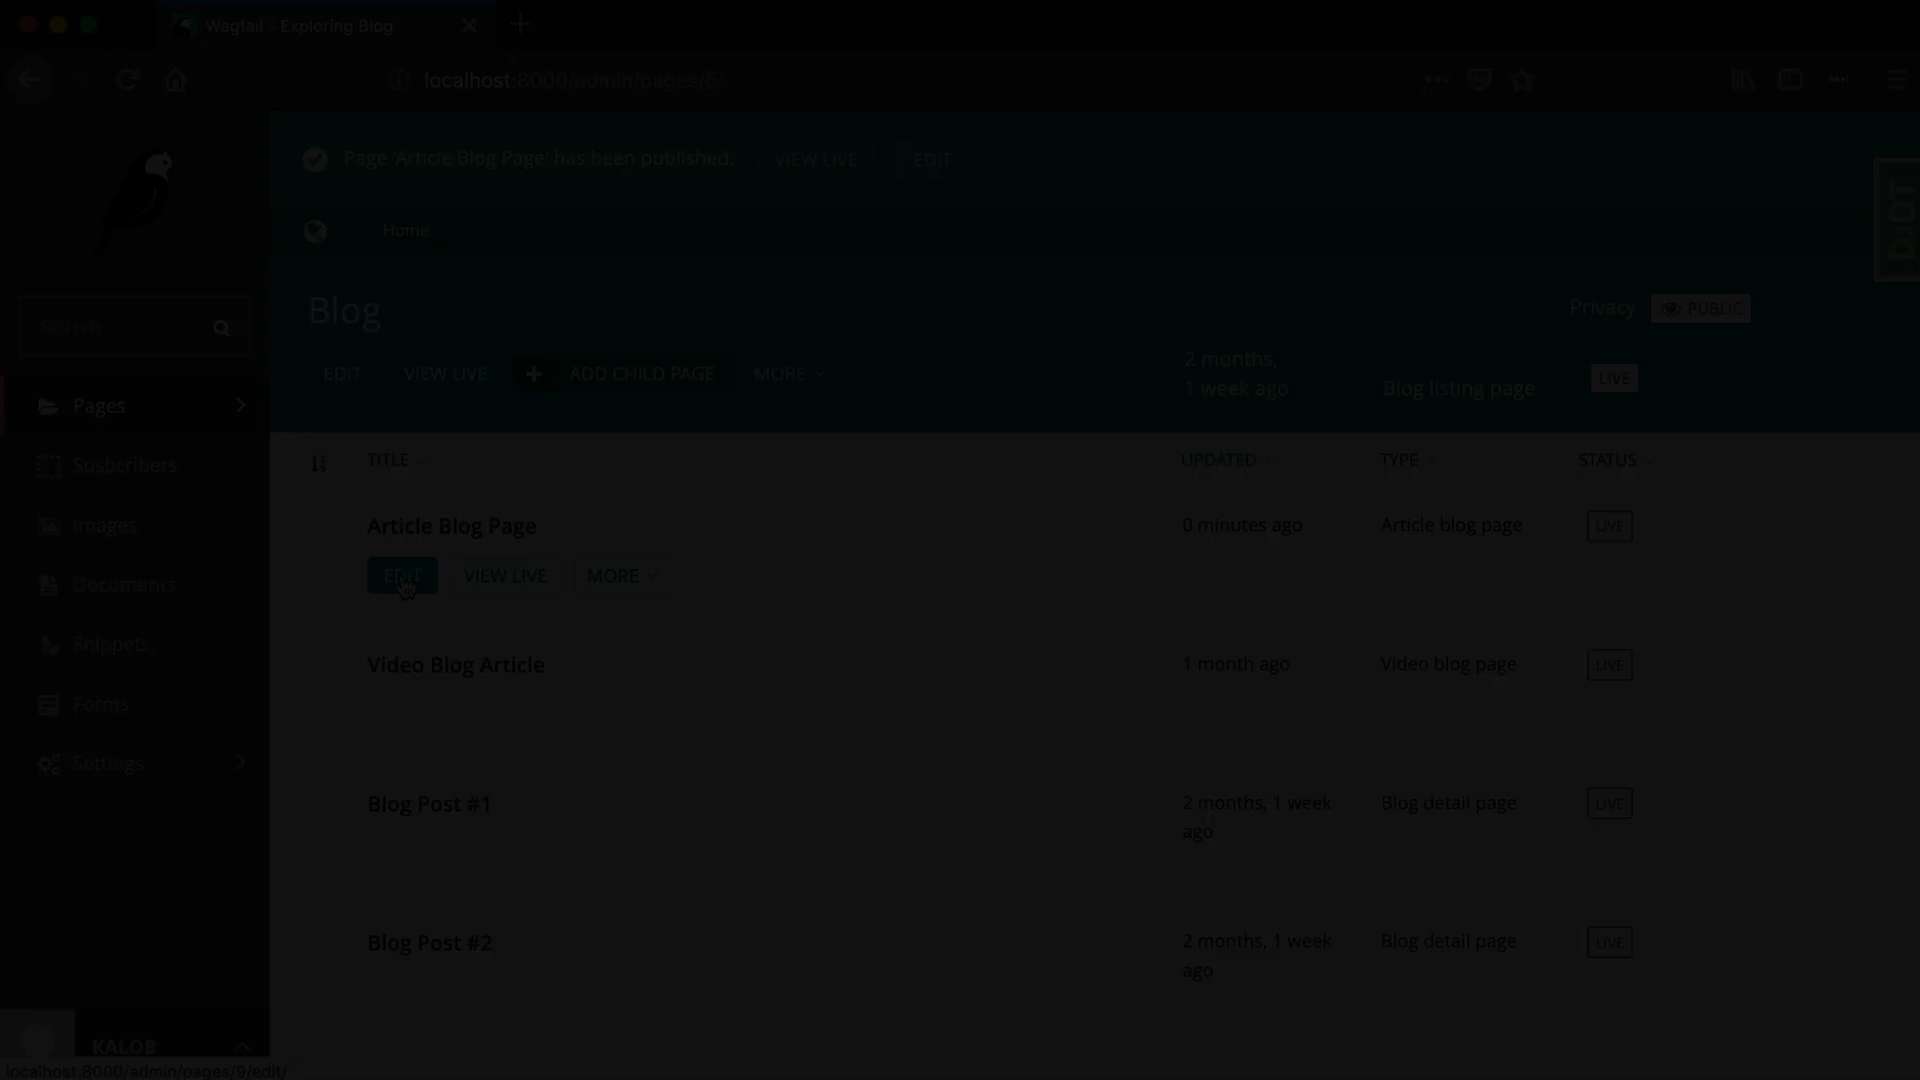 Wagtail - Exploring Blog
localhost:8000/admin/pages/6/
Page 'Article Blog Page' has been published.
VIEW LIVE
EDIT
Home
DjDT
Blog
Privacy
PUBLIC
Search
EDIT
VIEW LIVE
ADD CHILD PAGE
MORE
2 months,
1 week ago
Blog listing page
LIVE
Pages
Susbcribers
Images
Documents
Snippets
Forms
Settings
TITLE
UPDATED
TYPE
STATUS
Article Blog Page
0 minutes ago
Article blog page
LIVE
EDIT
VIEW LIVE
MORE
Video Blog Article
1 month ago
Video blog page
LIVE
Blog Post #1
2 months, 1 week
ago
Blog detail page
LIVE
Blog Post #2
2 months, 1 week
ago
Blog detail page
LIVE
KALOB
localhost:8000/admin/pages/9/edit/